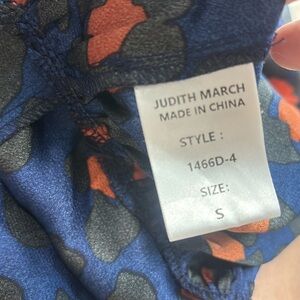 JUDITH MARCH
MADE IN CHINA
STYLE :
1466D-4
SIZE:
S